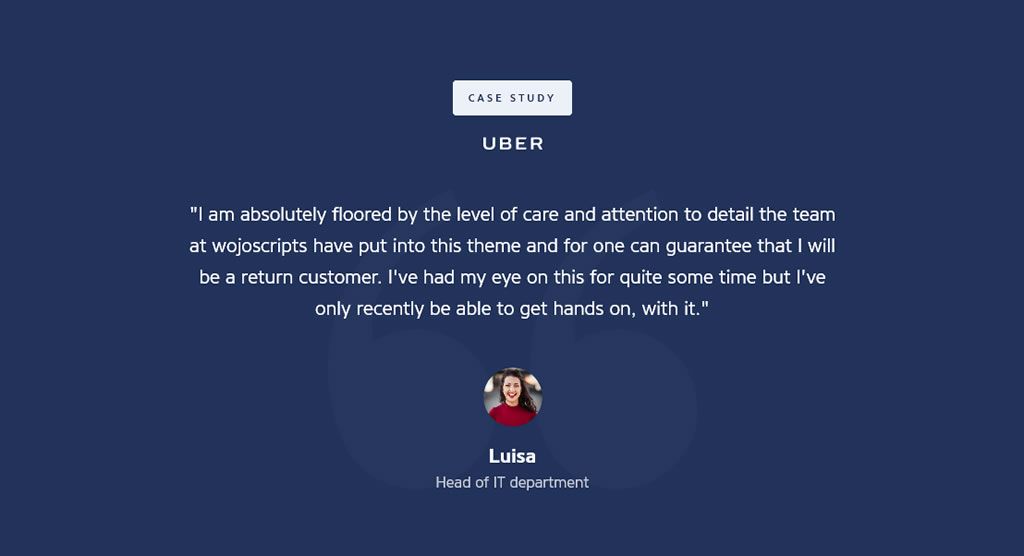 CASE STUDY
UBER
"I am absolutely floored by the level of care and attention to detail the team
at wojoscripts have put into this theme and for one can guarantee that I will
be a return customer. I've had my eye on this for quite some time but I've
only recently be able to get hands on, with it."
Luisa
Head of IT department